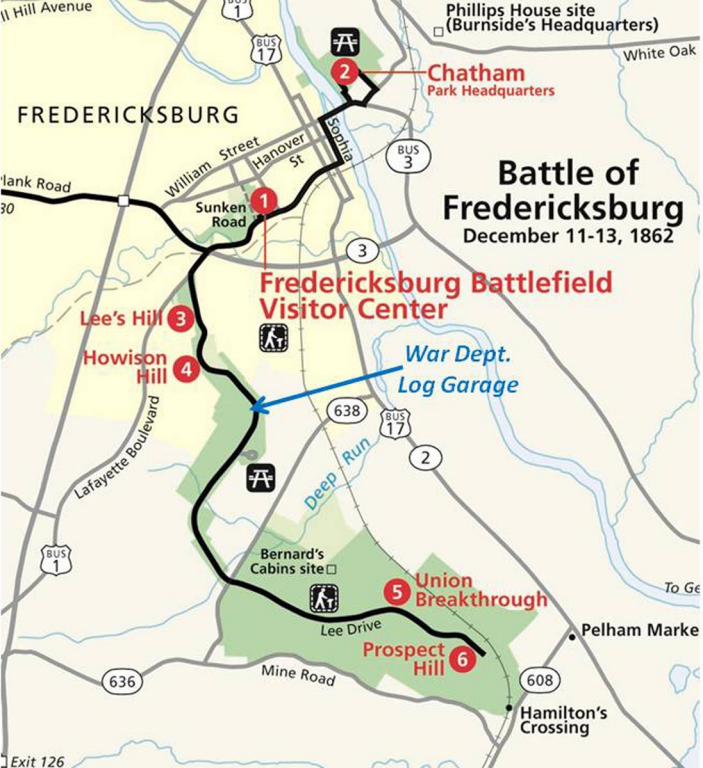 ll Hill Avenue
BUS
1
BUS
17
Phillips House site
(Burnside's Headquarters)
White Oak
2
Chatham
Park Headquarters
FREDERICKSBURG
Sophia
William Street
Hanover
St
BUS
3
lank Road
30
Sunken
Road
1
Battle of
Fredericksburg
December 11-13, 1862
3
Fredericksburg Battlefield
Visitor Center
Lee's Hill 3
Howison
Hill
4
War Dept.
Log Garage
638
BUS
17
2
Lafayette Boulevard
Deep Run
BUS
1
Bernard's
Cabins site
5
Union
Breakthrough
To Ge
Lee Drive
Pelham Marke
Prospect
Hill
6
636
Mine Road
608
Hamilton's
Crossing
Exit 126